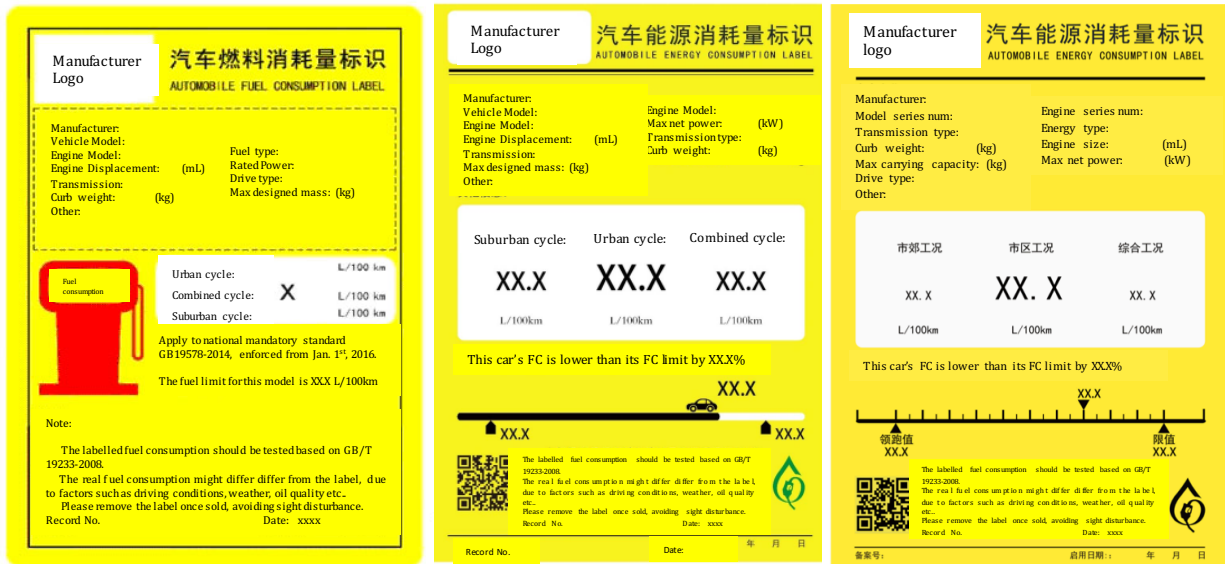 Manufacturer
Logo
汽车燃料消耗量标识
AUTOMOBILE FUEL CONSUMPTION LABEL
Manufacturer:
Vehicle Model:
Engine Model:
Engine Displacement: (mL)
Transmission:
Curb weight: (kg)
Other:
Fuel type:
Rated Power:
Drive type:
Max designed mass: (kg)
Fuel
consumption
Urban cycle: L/100 km
Combined cycle: X L/100 km
Suburban cycle: L/100 km
Apply to national mandatory standard
GB19578-2014, enforced from Jan. 1st, 2016.
The fuel limit for this model is XX.X L/100km
Note:
The labelled fuel consumption should be tested based on GB/T
19233-2008.
The real fuel consumption might differ differ from the label, due
to factors such as driving conditions, weather, oil quality etc..
Please remove the label once sold, avoiding sight disturbance.
Record No. Date: xxxx
Manufacturer
Logo
汽车能源消耗量标识
AUTOMOBILE ENERGY CONSUMPTION LABEL
Manufacturer:
Vehicle Model:
Engine Model:
Engine Displacement: (mL)
Transmission:
Max designed mass: (kg)
Other:
Engine Model:
Max net power: (kW)
Transmission type:
Curb weight: (kg)
Suburban cycle: Urban cycle: Combined cycle:
XX.X XX.X XX.X
L/100km L/100km L/100km
This car's FC is lower than its FC limit by XX.X%
XX.X
XX.X XX.X
The labelled fuel consumption should be tested based on GB/T
19233-2008.
The real fuel consumption might differ differ from the label,
due to factors such as driving conditions, weather, oil quality
etc..
Please remove the label once sold, avoiding sight disturbance.
Record No. Date: xxxx
Record No. Date: 年 月 日
Manufacturer
logo
汽车能源消耗量标识
AUTOMOBILE ENERGY CONSUMPTION LABEL
Manufacturer:
Model series num:
Transmission type:
Curb weight: (kg)
Max carrying capacity: (kg)
Drive type:
Other:
Engine series num:
Energy type:
Engine size: (mL)
Max net power: (kW)
市郊工况 市区工况 综合工况
XX. X XX. X XX. X
L/100km L/100km L/100km
This car's FC is lower than its FC limit by XX.X%
XX.X
领跑值 限值
XX.X XX.X
The labelled fuel consumption should be tested based on GB/T
19233-2008.
The real fuel consumption might differ differ from the label,
due to factors such as driving conditions, weather, oil quality
etc..
Please remove the label once sold, avoiding sight disturbance.
Record No. Date: xxxx
备案号: 启用日期:: 年 月 日